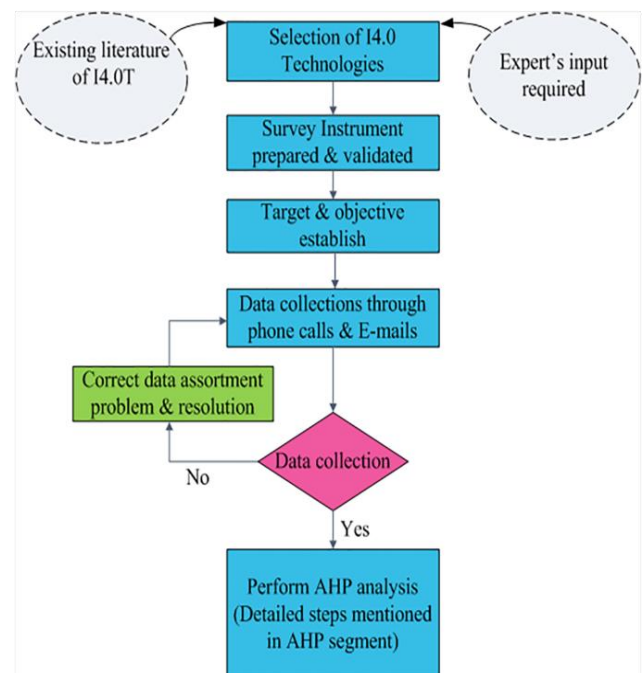 Existing literature
of I4.0T
Selection of I4.0
Technologies
Expert's input
required
Survey Instrument
prepared & validated
Target & objective
establish
Data collections through
phone calls & E-mails
Correct data assortment
problem & resolution
Data collection
No
Yes
Perform AHP analysis
(Detailed steps mentioned
in AHP segment)